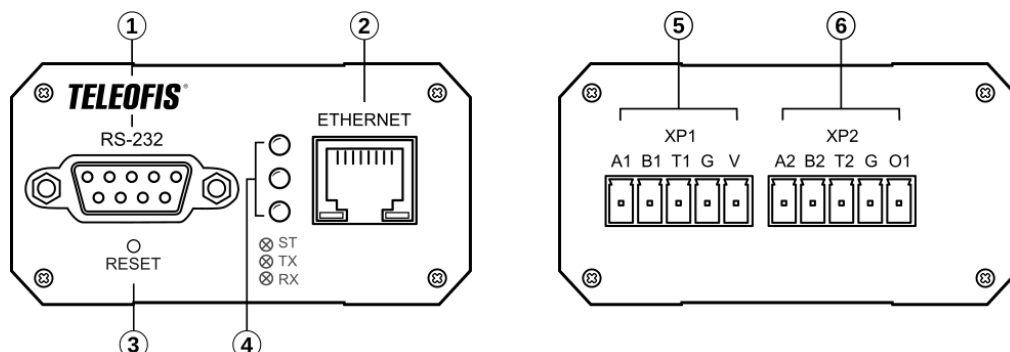 1
2
5
6
TELEOFIS®
RS-232
ETHERNET
XP1
XP2
A1 B1 T1 G V
A2 B2 T2 G O1
ST
TX
RX
RESET
3
4